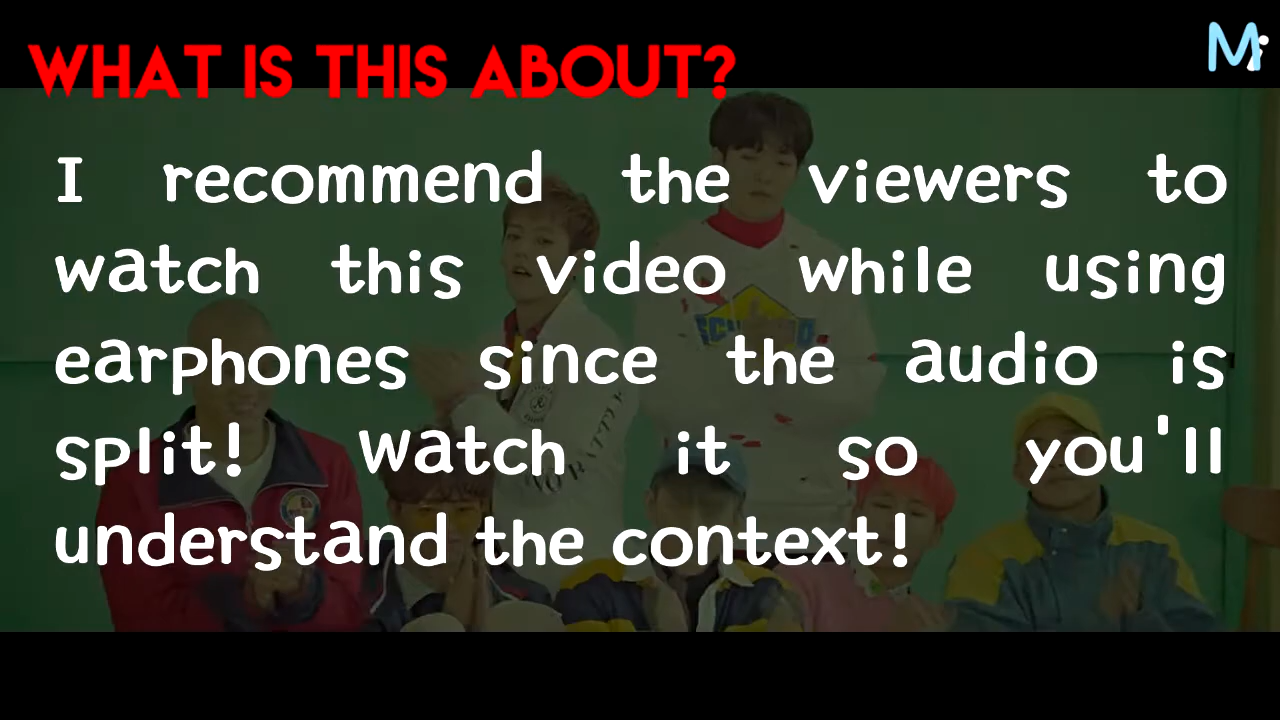 WHAT IS THIS ABOUT?
Mi
I recommend the viewers to
watch this video while using
earphones since the audio is
split! Watch it so you'll
understand the context!